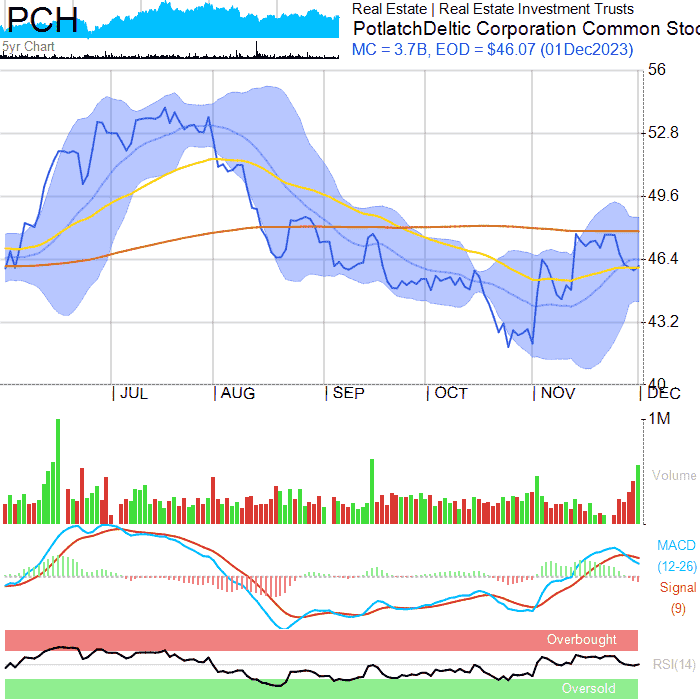 PCH
5yr Chart
Real Estate | Real Estate Investment Trusts
PotlatchDeltic Corporation Common Stoc
MC = 3.7B, EOD = $46.07 (01Dec2023)
56
52.8
49.6
46.4
43.2
40
JUL AUG SEP OCT NOV DEC
1M
Volume
MACD
(12-26)
Signal
(9)
Overbought
RSI(14)
Oversold